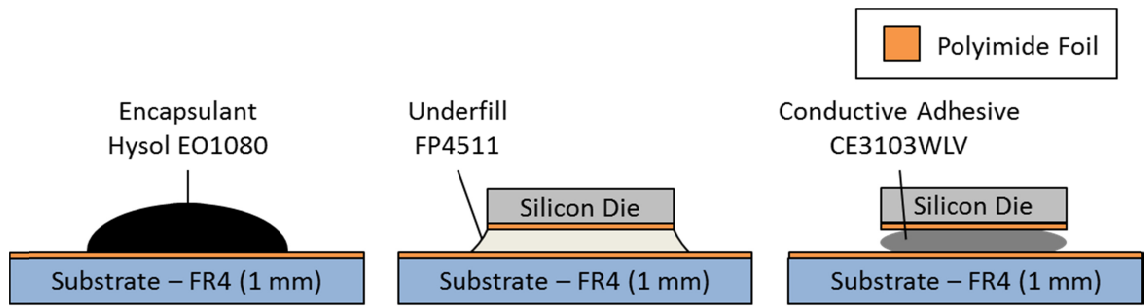 Polyimide Foil
Encapsulant
Hysol EO1080
Underfill
FP4511
Conductive Adhesive
CE3103WLV
Silicon Die
Silicon Die
Substrate – FR4 (1 mm)
Substrate – FR4 (1 mm)
Substrate – FR4 (1 mm)